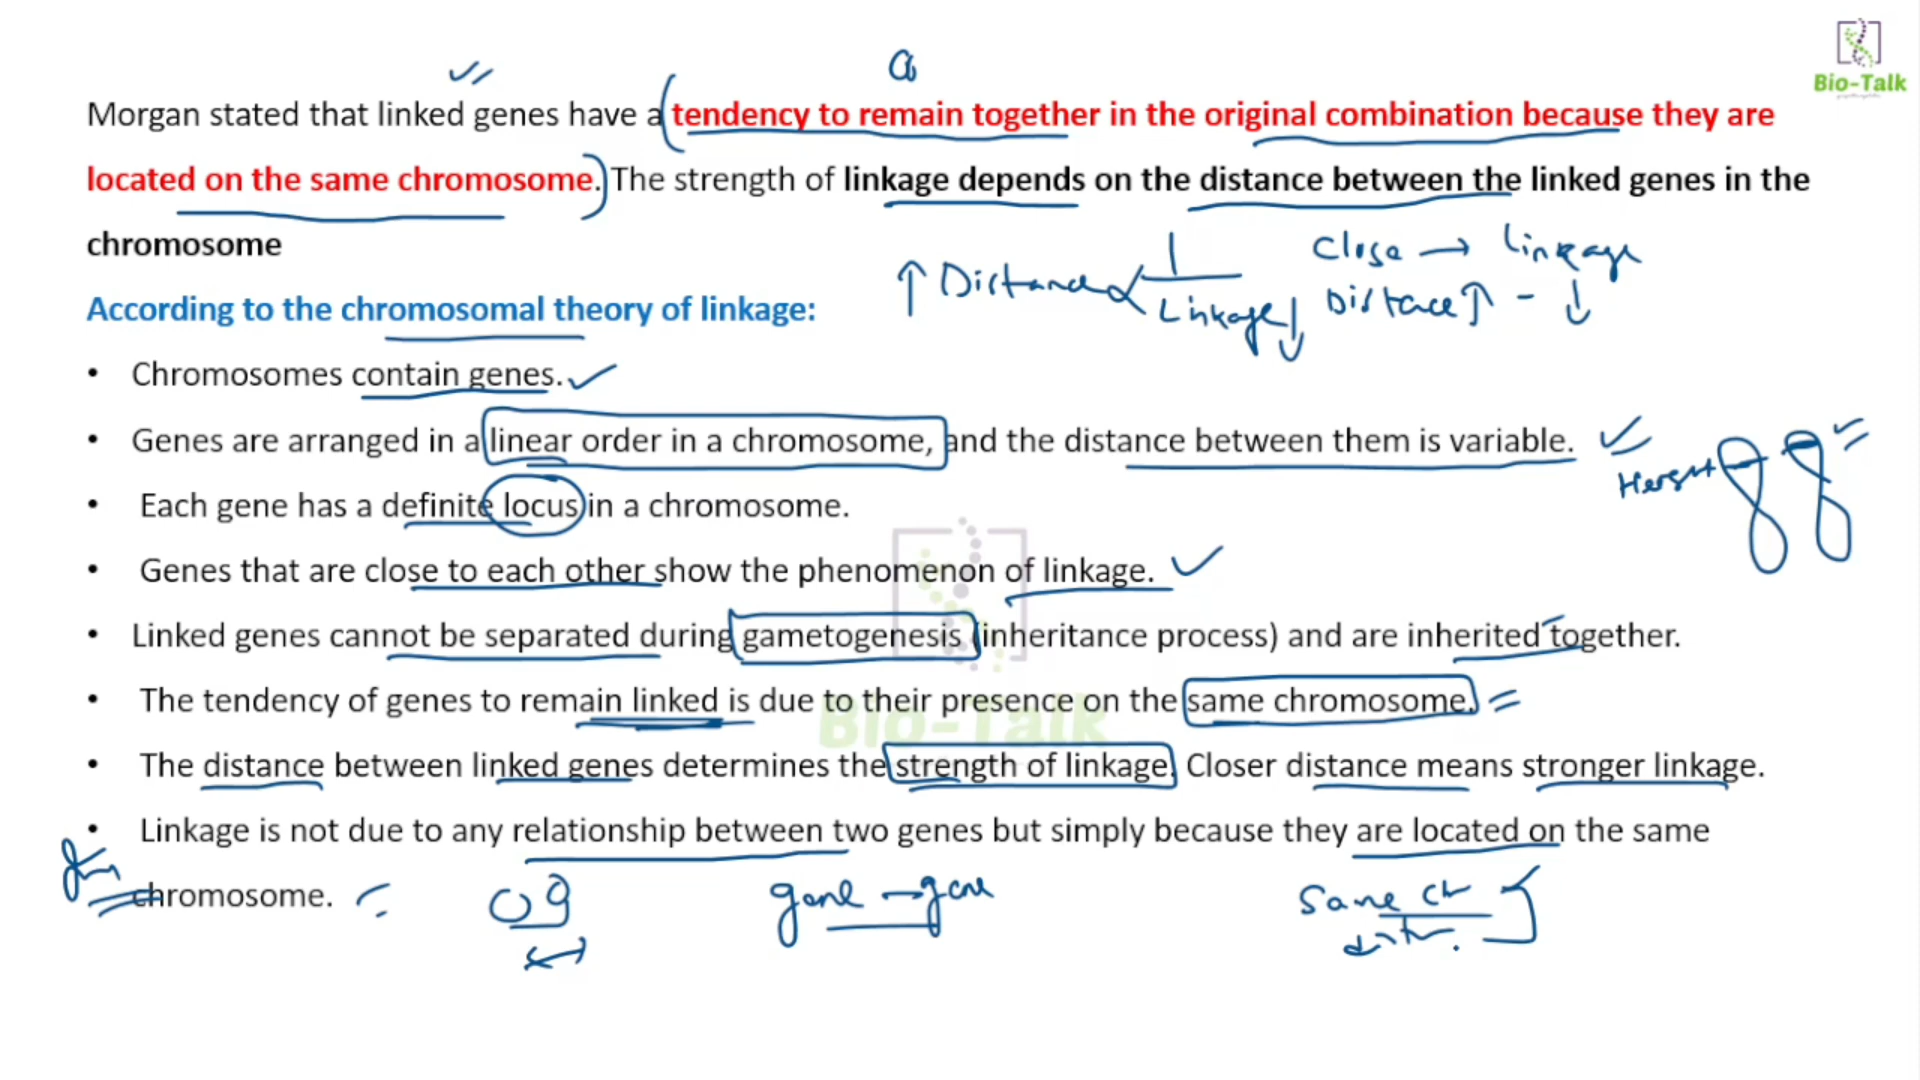 Bio-Talk
Morgan stated that linked genes have a tendency to remain together in the original combination because they are
located on the same chromosome. The strength of linkage depends on the distance between the linked genes in the
chromosome
↑ Distance ∝ 1 / Linkage ↓
Close → Linkage
Distace ↑ - ↓
According to the chromosomal theory of linkage:
• Chromosomes contain genes.
• Genes are arranged in a linear order in a chromosome, and the distance between them is variable.
• Each gene has a definite locus in a chromosome.
• Genes that are close to each other show the phenomenon of linkage.
• Linked genes cannot be separated during gametogenesis (inheritance process) and are inherited together.
• The tendency of genes to remain linked is due to their presence on the same chromosome.
Bio-Talk
• The distance between linked genes determines the strength of linkage. Closer distance means stronger linkage.
• Linkage is not due to any relationship between two genes but simply because they are located on the same
chromosome.
gene → gene
Same ch